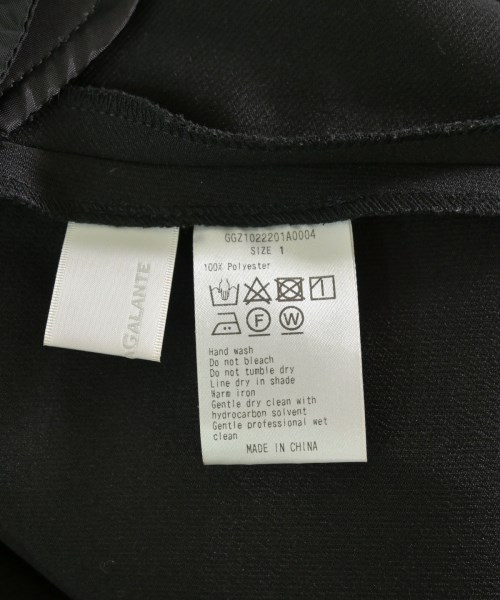 GGZ1022201A0004
SIZE 1
100% Polyester
F W
Hand wash
Do not bleach
Do not tumble dry
Line dry in shade
Warm iron
Gentle dry clean with
hydrocarbon solvent
Gentle professional wet
clean
MADE IN CHINA
AGALANTE